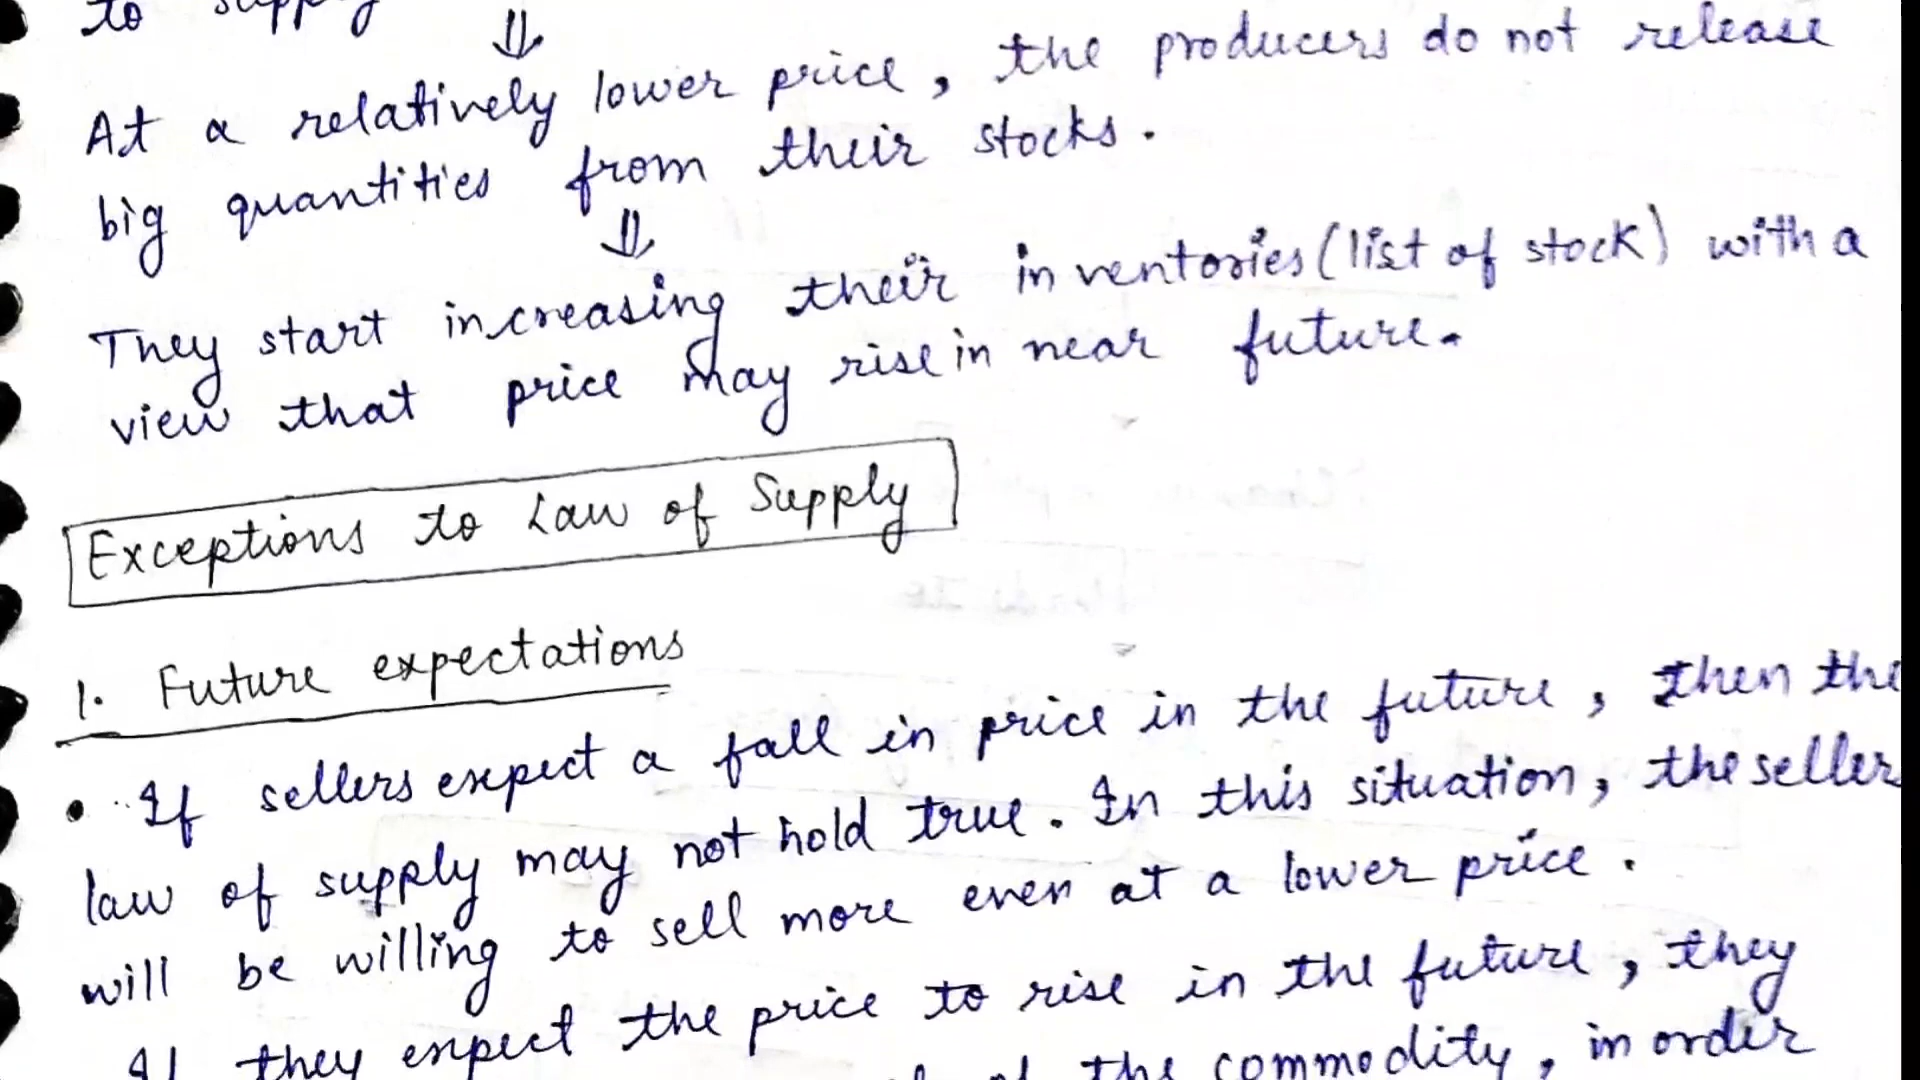 to supply
⇓
At a relatively lower price, the producers do not release
big quantities from their stocks.
⇓
They start increasing their inventories (list of stock) with a
view that price may rise in near future.
Exceptions to Law of Supply
1. Future expectations
• If sellers expect a fall in price in the future, then the
law of supply may not hold true. In this situation, the seller
will be willing to sell more even at a lower price.
If they expect the price to rise in the future, they
of the commodity, in order